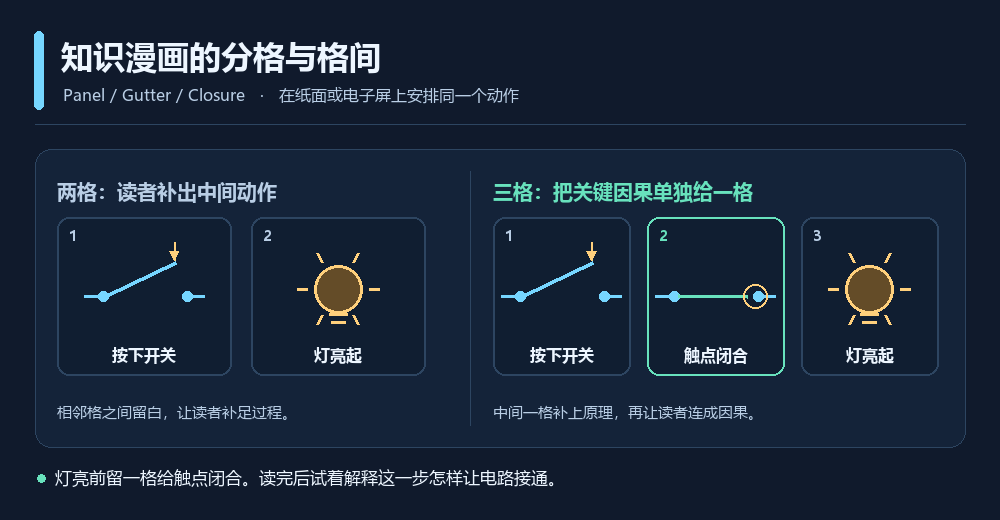 知识漫画的分格与格间
Panel / Gutter / Closure · 在纸面或电子屏上安排同一个动作
两格：读者补出中间动作
1
按下开关
2
灯亮起
相邻格之间留白，让读者补足过程。
三格：把关键因果单独给一格
1
按下开关
2
触点闭合
3
灯亮起
中间一格补上原理，再让读者连成因果。
灯亮前留一格给触点闭合。读完后试着解释这一步怎样让电路接通。